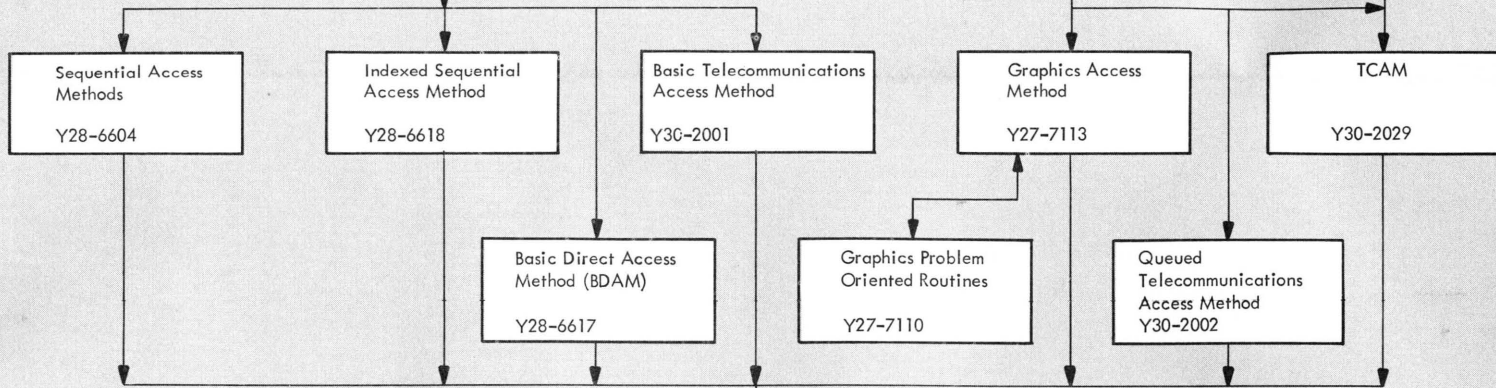 Sequential Access
Methods
Y28-6604
Indexed Sequential
Access Method
Y28-6618
Basic Telecommunications
Access Method
Y30-2001
Graphics Access
Method
Y27-7113
TCAM
Y30-2029
Basic Direct Access
Method (BDAM)
Y28-6617
Graphics Problem
Oriented Routines
Y27-7110
Queued
Telecommunications
Access Method
Y30-2002